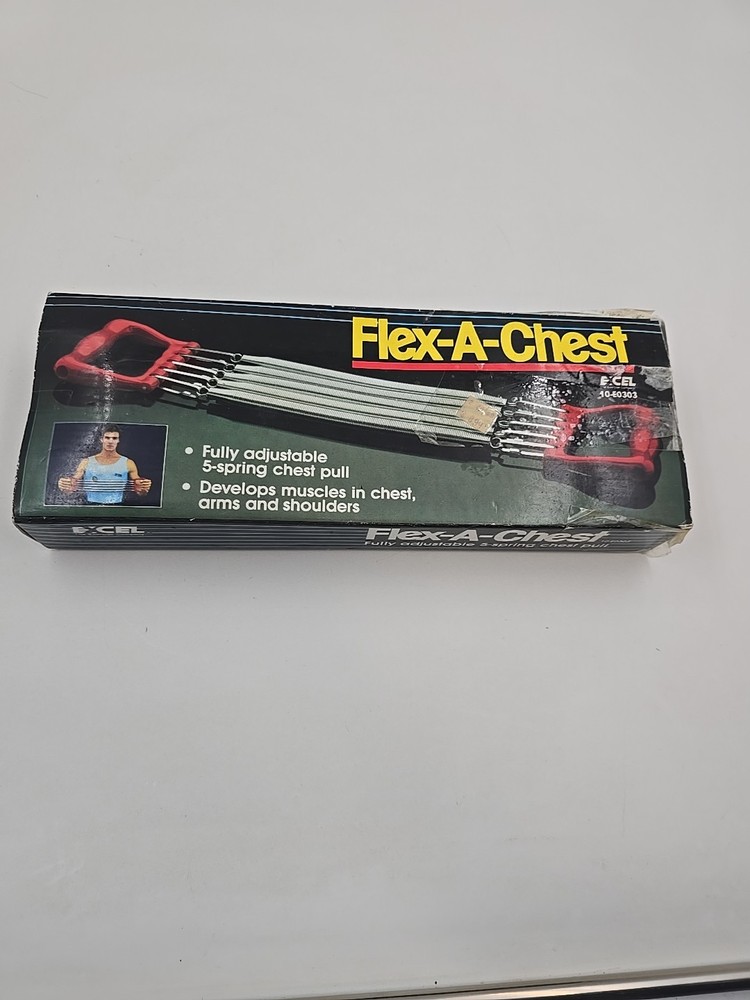 Flex-A-Chest
EXCEL
10-E0303
• Fully adjustable
5-spring chest pull
• Develops muscles in chest,
arms and shoulders
EXCEL
Flex-A-Chest
Fully adjustable 5-spring chest pull